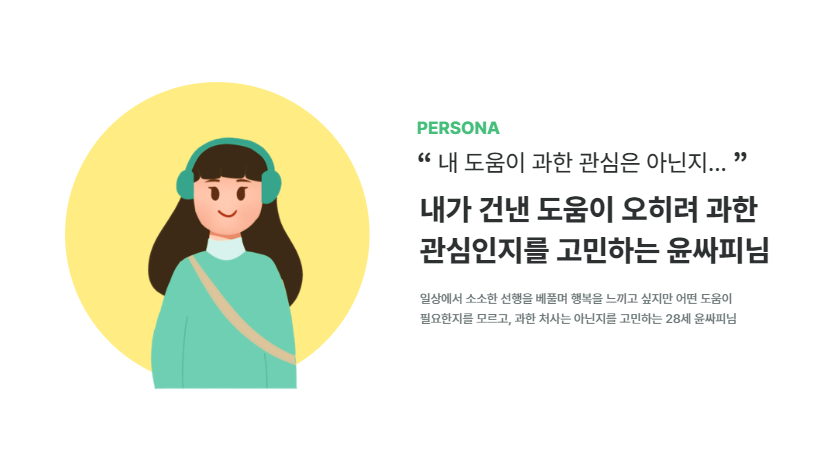 PERSONA
“ 내 도움이 과한 관심은 아닌지... ”
내가 건낸 도움이 오히려 과한
관심인지를 고민하는 윤싸피님
일상에서 소소한 선행을 베풀며 행복을 느끼고 싶지만 어떤 도움이
필요한지를 모르고, 과한 처사는 아닌지를 고민하는 28세 윤싸피님